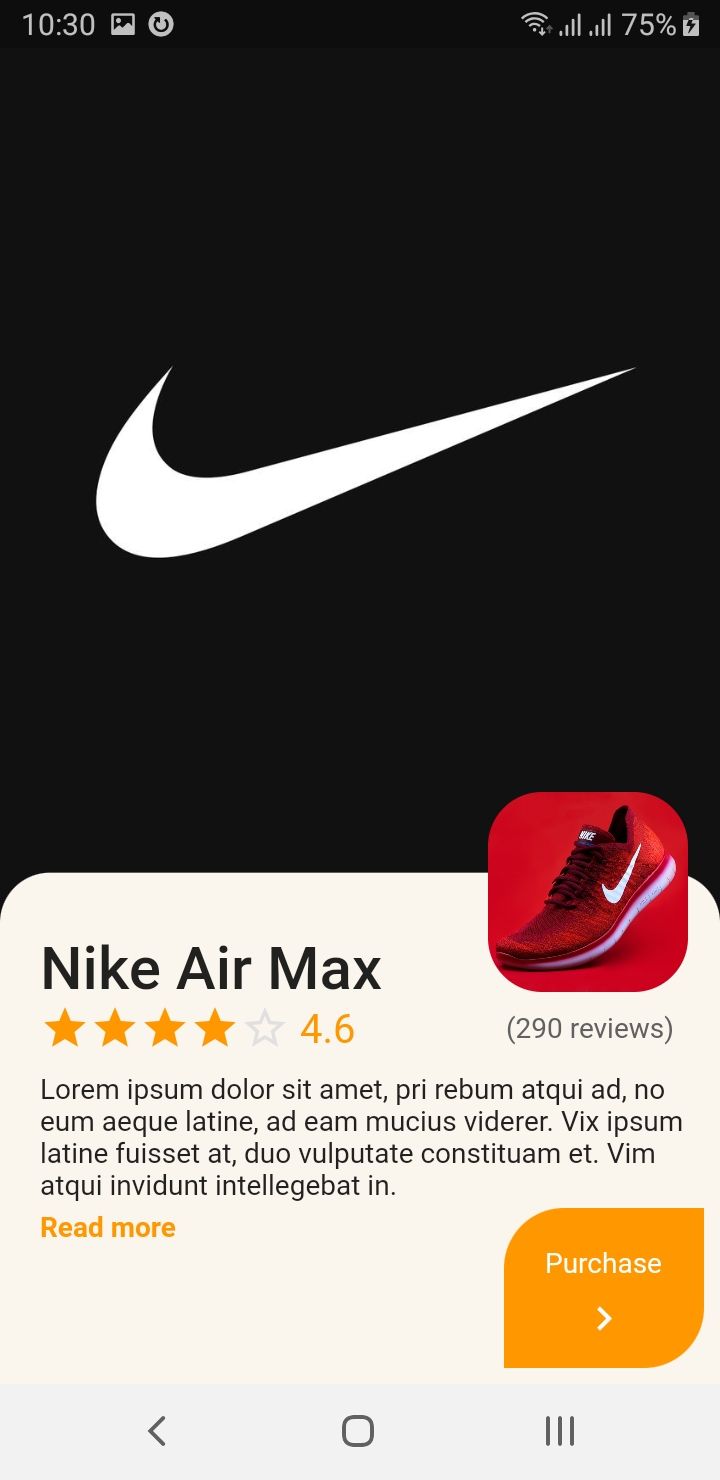 10:30
75%
NIKE
Nike Air Max
4.6
(290 reviews)
Lorem ipsum dolor sit amet, pri rebum atqui ad, no
eum aeque latine, ad eam mucius viderer. Vix ipsum
latine fuisset at, duo vulputate constituam et. Vim
atqui invidunt intellegebat in.
Read more
Purchase